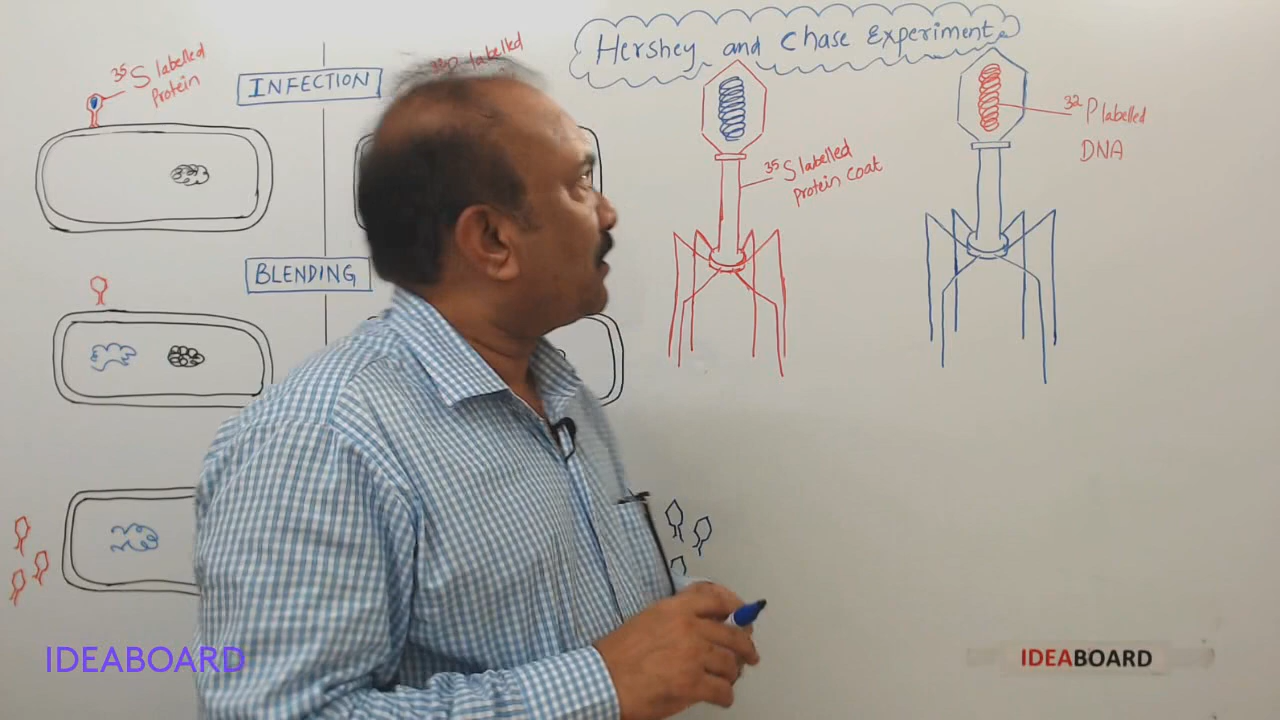 Hershey and Chase Experiment
35S labelled
protein
INFECTION
labelled
35S labelled
protein coat
32P labelled
DNA
BLENDING
IDEABOARD
IDEABOARD